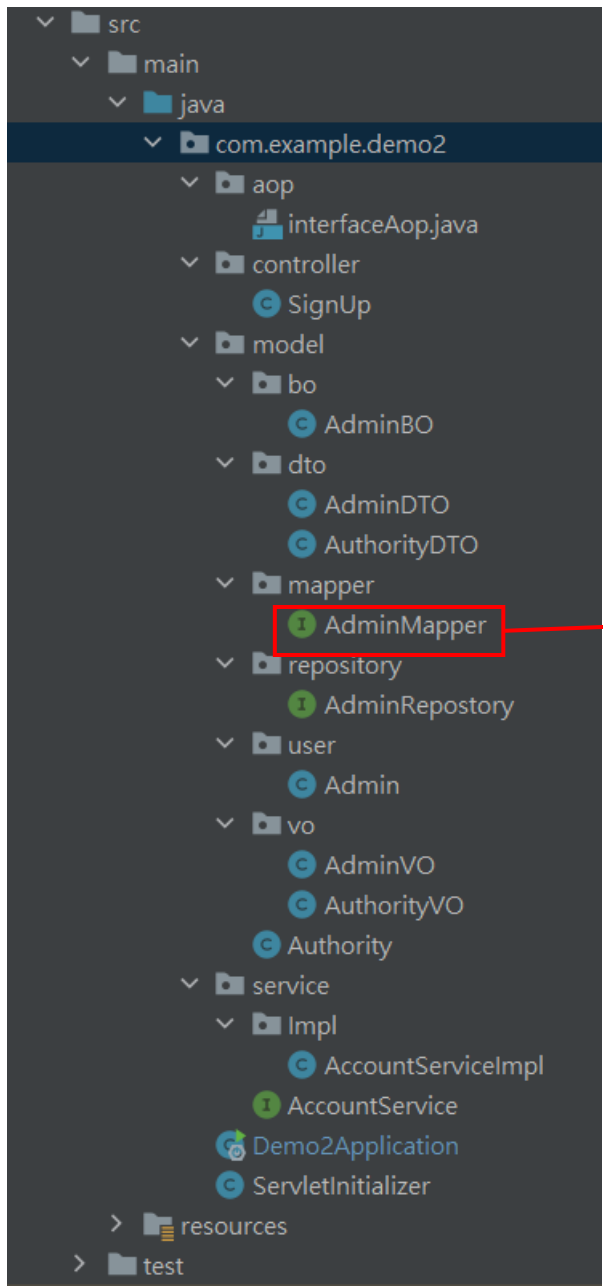 src
main
java
com.example.demo2
aop
interfaceAop.java
controller
SignUp
model
bo
AdminBO
dto
AdminDTO
AuthorityDTO
mapper
AdminMapper
repository
AdminRepostory
user
Admin
vo
AdminVO
AuthorityVO
Authority
service
Impl
AccountServiceImpl
AccountService
Demo2Application
ServletInitializer
resources
test